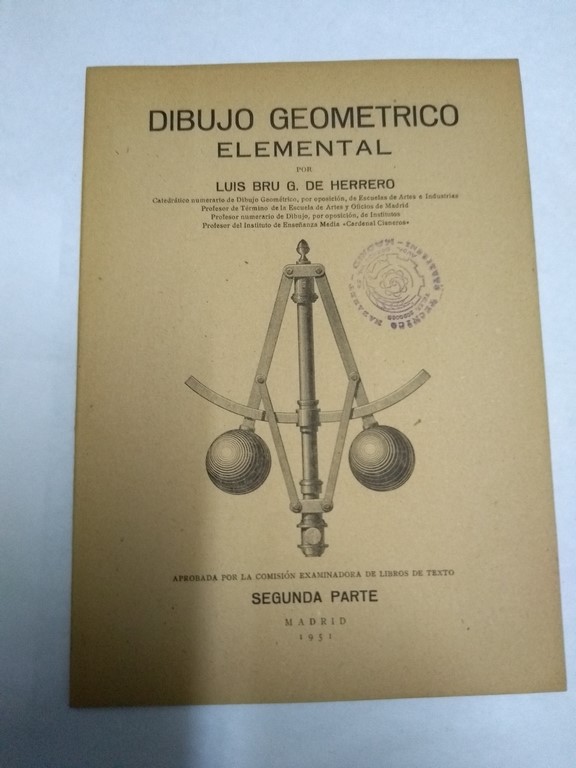 DIBUJO GEOMETRICO
ELEMENTAL
POR
LUIS BRU G. DE HERRERO
Catedrático numerario de Dibujo Geométrico, por oposición, de Escuelas de Artes e Industrias
Profesor de Término de la Escuela de Artes y Oficios de Madrid
Profesor numerario de Dibujo, por oposición, de Institutos
Profesor del Instituto de Enseñanza Media «Cardenal Cisneros»
TECNICO
MADRID
APROBADA POR LA COMISIÓN EXAMINADORA DE LIBROS DE TEXTO
SEGUNDA PARTE
MADRID
1951